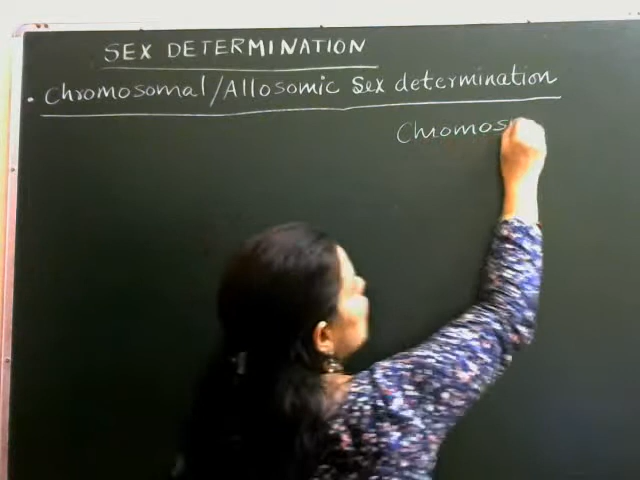 SEX DETERMINATION
. Chromosomal/Allosomic Sex determination
Chromos